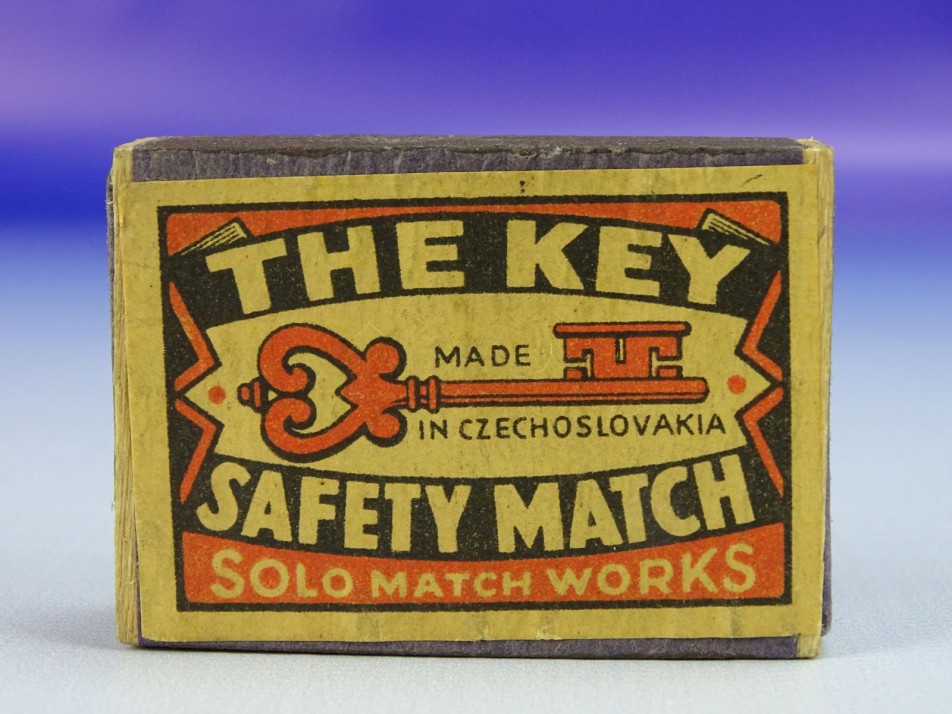 THE KEY
MADE
IN CZECHOSLOVAKIA
SAFETY MATCH
SOLO MATCH WORKS